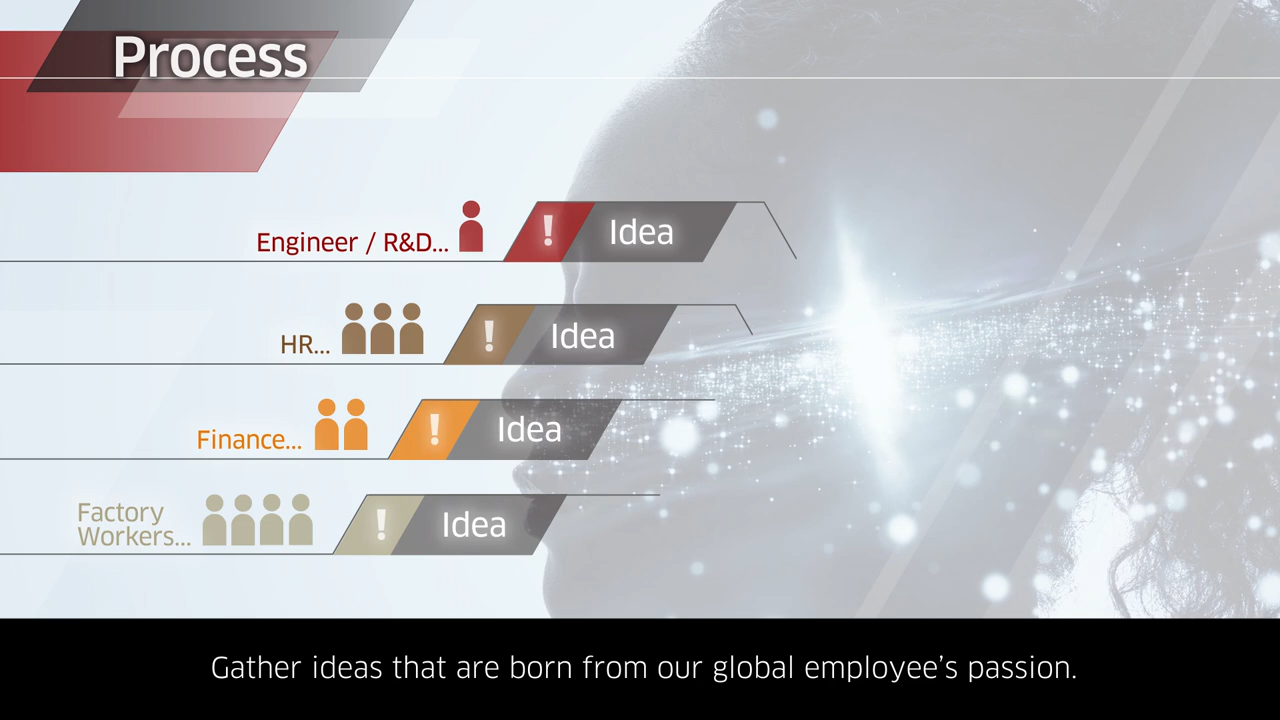 Process
Engineer / R&D... ! Idea
HR... ! Idea
Finance... ! Idea
Factory
Workers... ! Idea
Gather ideas that are born from our global employee’s passion.